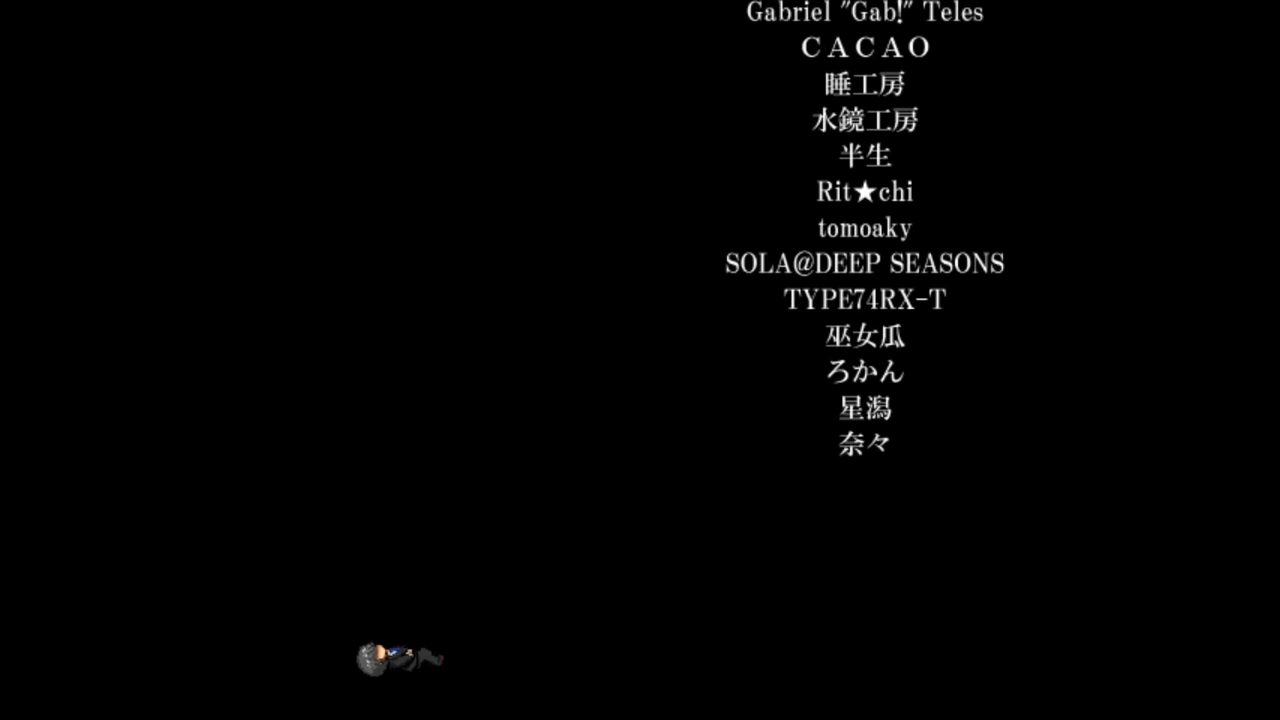 Gabriel "Gab!" Teles
ＣＡＣＡＯ
睡工房
水鏡工房
半生
Rit★chi
tomoaky
SOLA@DEEP SEASONS
TYPE74RX-T
巫女瓜
ろかん
星潟
奈々